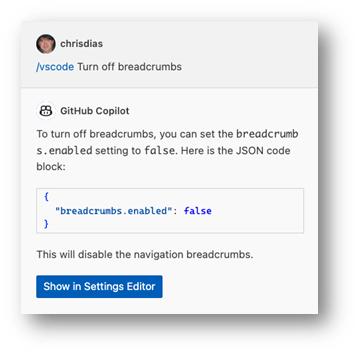 chrisdias
/vscode Turn off breadcrumbs
GitHub Copilot
To turn off breadcrumbs, you can set the breadcrumb
s.enabled setting to false. Here is the JSON code
block:
{
  "breadcrumbs.enabled": false
}
This will disable the navigation breadcrumbs.
Show in Settings Editor